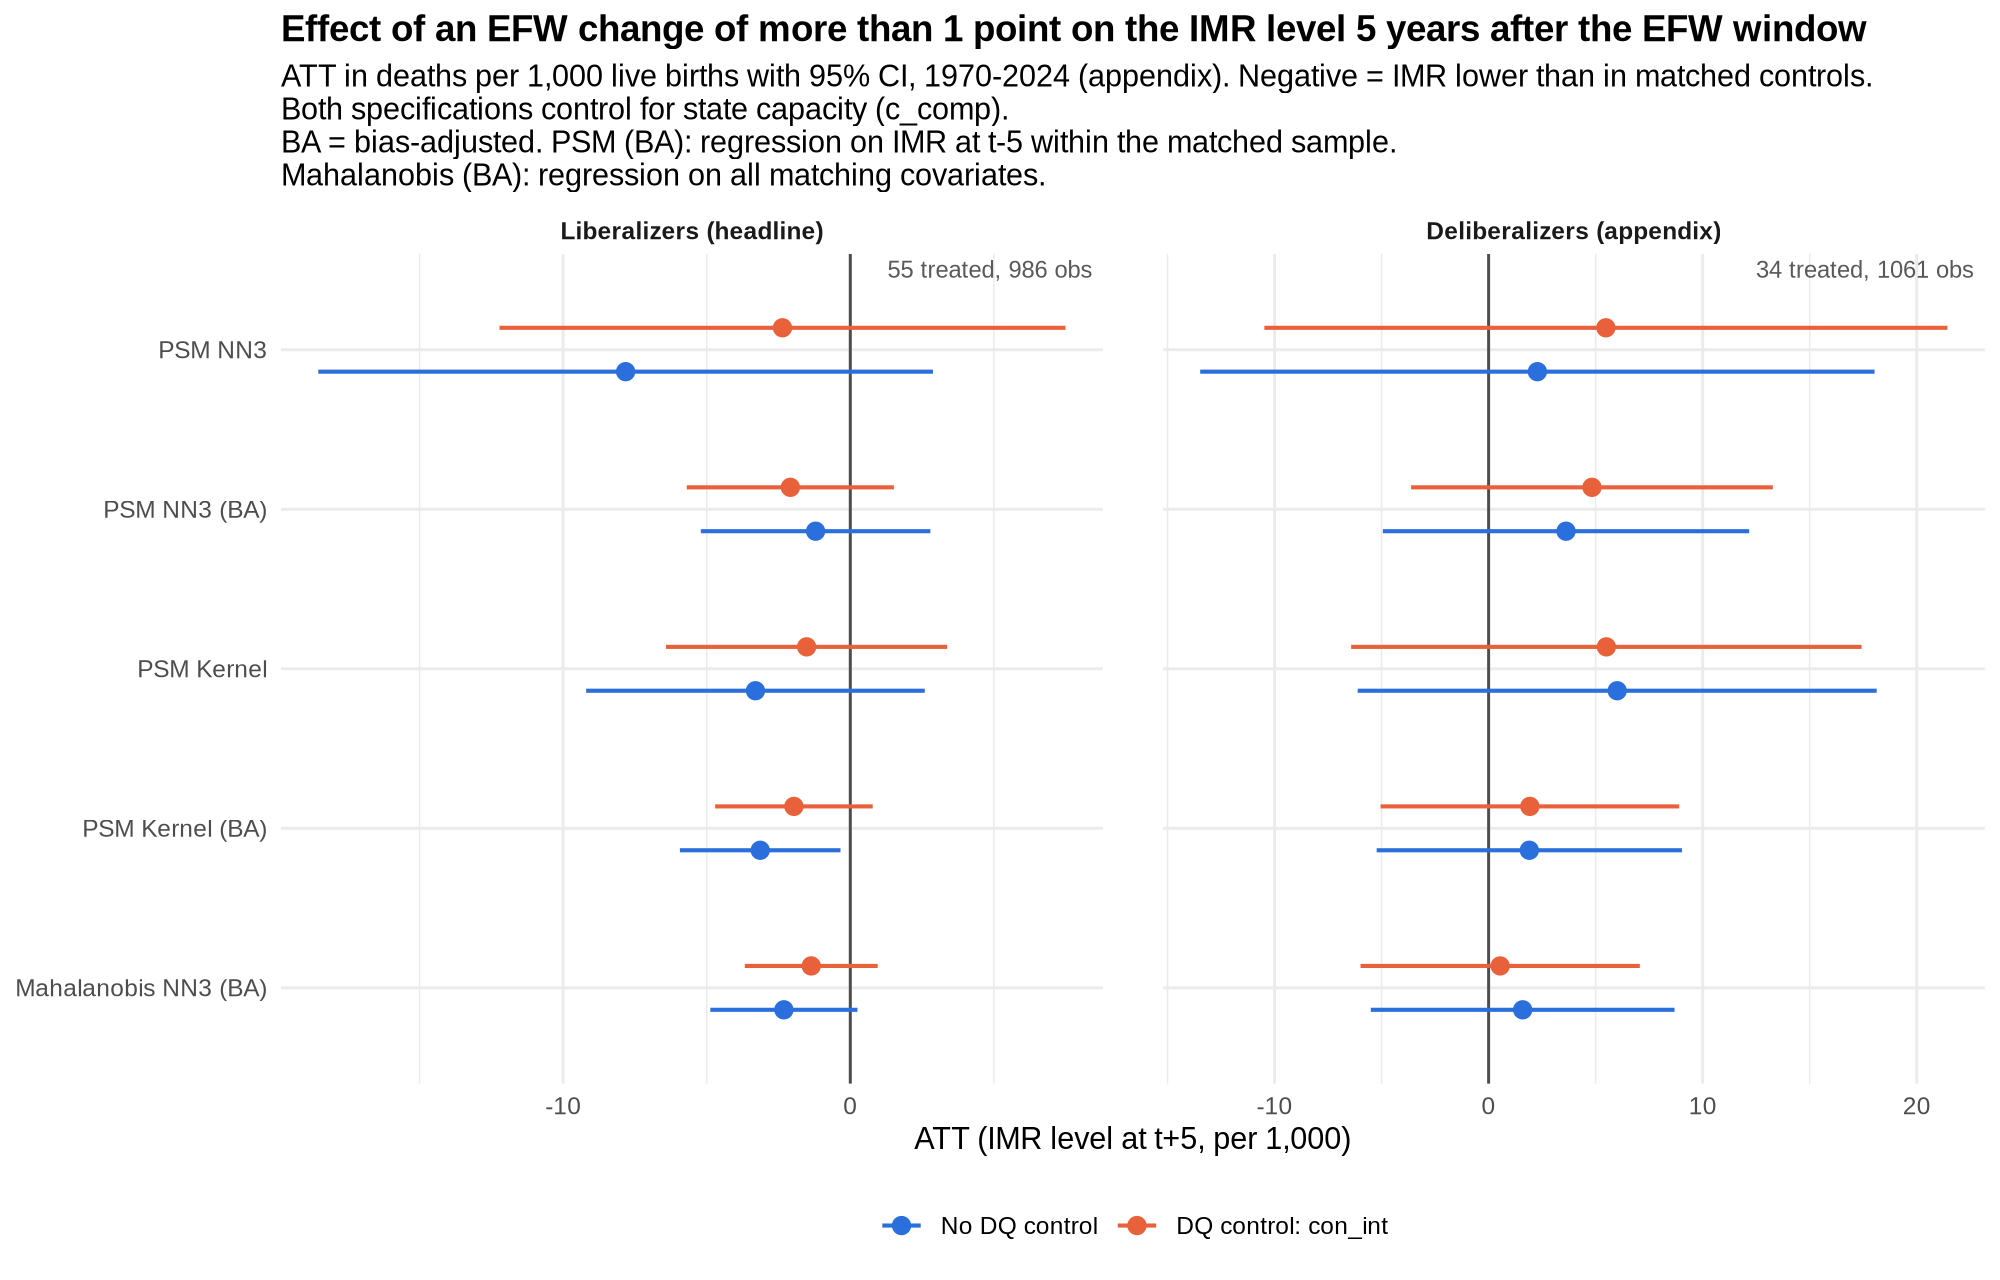 Effect of an EFW change of more than 1 point on the IMR level 5 years after the EFW window
ATT in deaths per 1,000 live births with 95% CI, 1970-2024 (appendix). Negative = IMR lower than in matched controls.
Both specifications control for state capacity (c_comp).
BA = bias-adjusted. PSM (BA): regression on IMR at t-5 within the matched sample.
Mahalanobis (BA): regression on all matching covariates.
Liberalizers (headline)
Deliberalizers (appendix)
55 treated, 986 obs
34 treated, 1061 obs
PSM NN3
PSM NN3 (BA)
PSM Kernel
PSM Kernel (BA)
Mahalanobis NN3 (BA)
-10 0
-10 0 10 20
ATT (IMR level at t+5, per 1,000)
No DQ control
DQ control: con_int